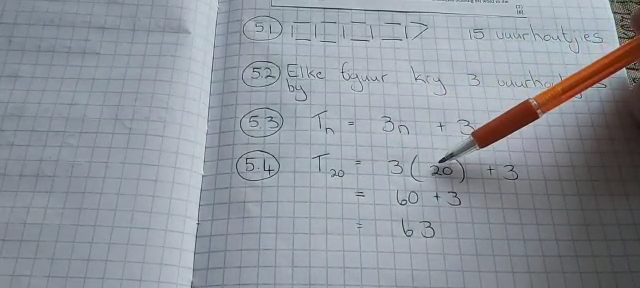 5.1 15 vuurhoutjies
5.2 Elke figuur kry 3
by
5.3 Tn = 3n + 3
5.4 T20 = 3(20) + 3
= 60 + 3
= 63